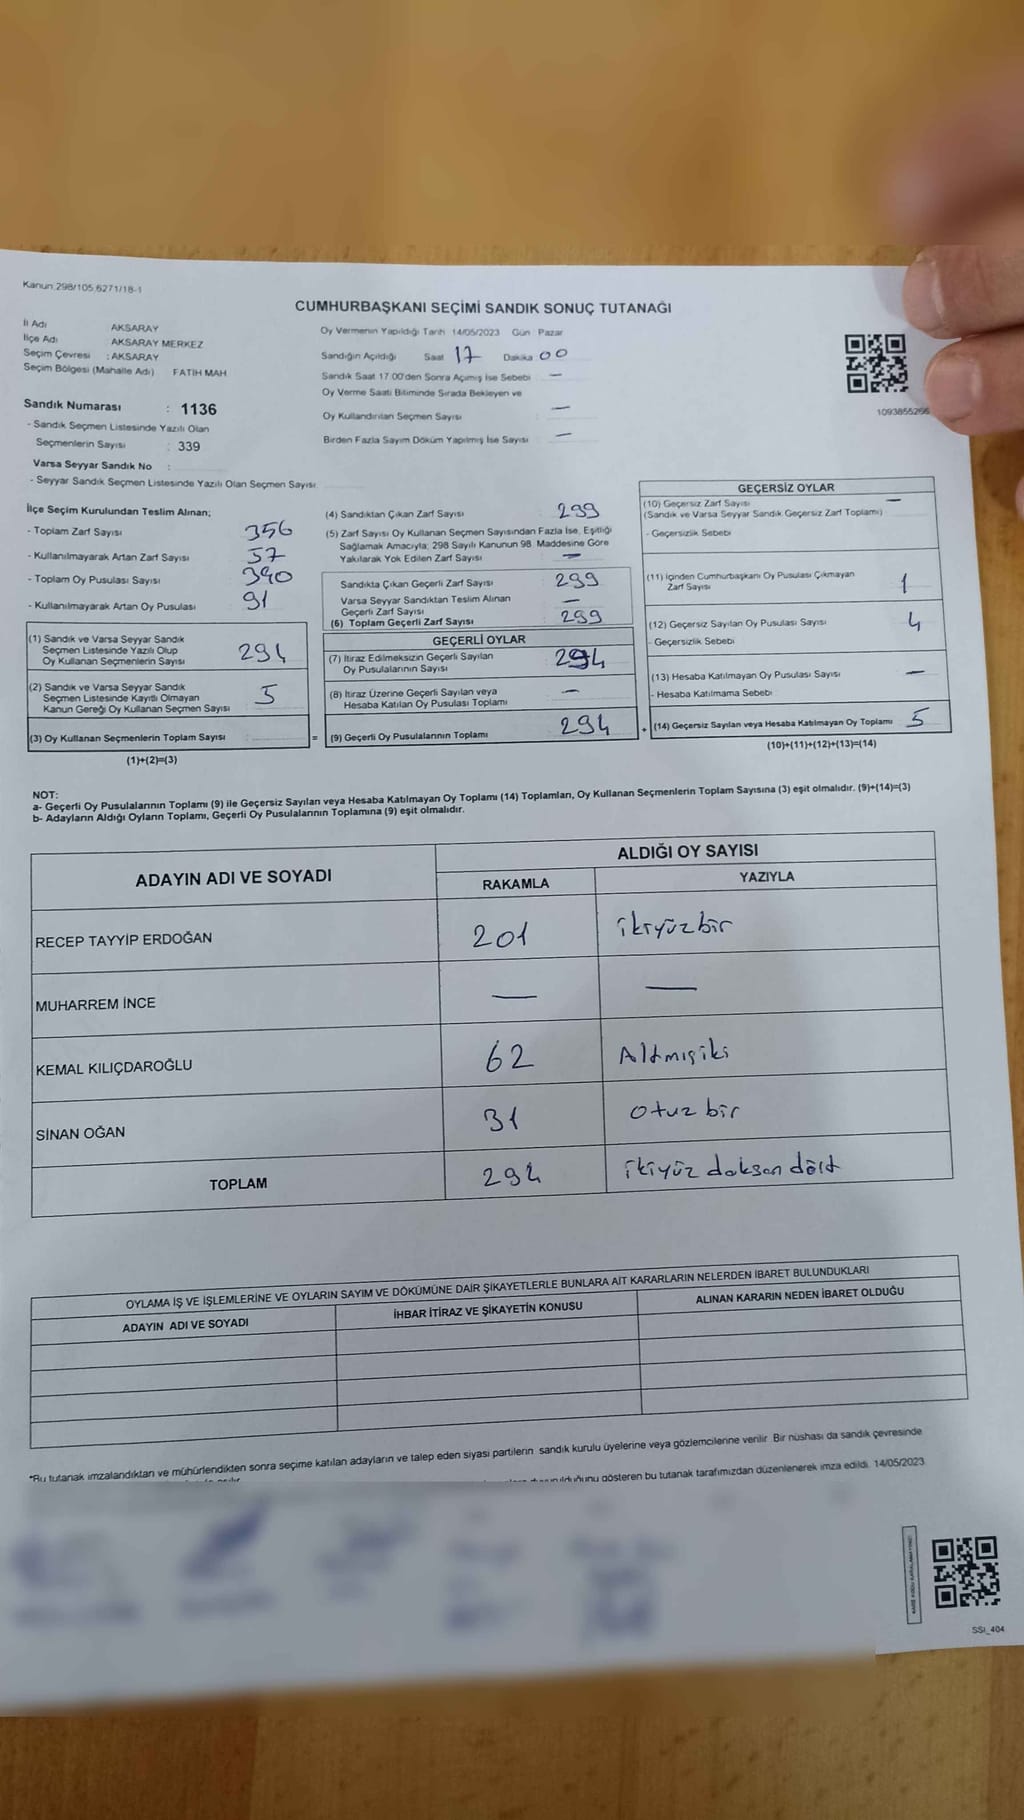 Kanun:298/105,6271/18-1
CUMHURBAŞKANI SEÇİMİ SANDIK SONUÇ TUTANAĞI
İl Adı AKSARAY
İlçe Adı : AKSARAY MERKEZ
Seçim Çevresi : AKSARAY
Seçim Bölgesi (Mahalle Adı) FATİH MAH
Sandık Numarası : 1136
- Sandık Seçmen Listesinde Yazılı Olan
Seçmenlerin Sayısı : 339
Varsa Seyyar Sandık No :
- Seyyar Sandık Seçmen Listesinde Yazılı Olan Seçmen Sayısı:
Oy Vermenin Yapıldığı Tarih 14/05/2023 Gün Pazar
Sandığın Açıldığı Saat 17 Dakika 00
Sandık Saat 17.00'den Sonra Açımış İse Sebebi —
Oy Verme Saati Bitiminde Sırada Bekleyen ve
Oy Kullandırılan Seçmen Sayısı —
Birden Fazla Sayım Döküm Yapılmış İse Sayısı —
1093855266
İlçe Seçim Kurulundan Teslim Alınan;
- Toplam Zarf Sayısı 356
- Kullanılmayarak Artan Zarf Sayısı 57
- Toplam Oy Pusulası Sayısı 390
- Kullanılmayarak Artan Oy Pusulası 91
(1) Sandık ve Varsa Seyyar Sandık
Seçmen Listesinde Yazılı Olup
Oy Kullanan Seçmenlerin Sayısı 294
(2) Sandık ve Varsa Seyyar Sandık
Seçmen Listesinde Kayıtlı Olmayan
Kanun Gereği Oy Kullanan Seçmen Sayısı 5
(3) Oy Kullanan Seçmenlerin Toplam Sayısı
(1)+(2)=(3)
=
(4) Sandıktan Çıkan Zarf Sayısı 299
(5) Zarf Sayısı Oy Kullanan Seçmen Sayısından Fazla İse, Eşitliği
Sağlamak Amacıyla; 298 Sayılı Kanunun 98. Maddesine Göre
Yakılarak Yok Edilen Zarf Sayısı —
Sandıkta Çıkan Geçerli Zarf Sayısı 299
Varsa Seyyar Sandıktan Teslim Alınan
Geçerli Zarf Sayısı —
(6) Toplam Geçerli Zarf Sayısı 299
GEÇERLİ OYLAR
(7) İtiraz Edilmeksizin Geçerli Sayılan
Oy Pusulalarının Sayısı 294
(8) İtiraz Üzerine Geçerli Sayılan veya
Hesaba Katılan Oy Pusulası Toplamı —
(9) Geçerli Oy Pusulalarının Toplamı 294
+
GEÇERSİZ OYLAR
(10) Geçersiz Zarf Sayısı —
(Sandık ve Varsa Seyyar Sandık Geçersiz Zarf Toplamı)
- Geçersizlik Sebebi
(11) İçinden Cumhurbaşkanı Oy Pusulası Çıkmayan
Zarf Sayısı 1
(12) Geçersiz Sayılan Oy Pusulası Sayısı 4
- Geçersizlik Sebebi
(13) Hesaba Katılmayan Oy Pusulası Sayısı —
- Hesaba Katılmama Sebebi
(14) Geçersiz Sayılan veya Hesaba Katılmayan Oy Toplamı 5
(10)+(11)+(12)+(13)=(14)
NOT:
a- Geçerli Oy Pusulalarının Toplamı (9) ile Geçersiz Sayılan veya Hesaba Katılmayan Oy Toplamı (14) Toplamları, Oy Kullanan Seçmenlerin Toplam Sayısına (3) eşit olmalıdır. (9)+(14)=(3)
b- Adayların Aldığı Oyların Toplamı, Geçerli Oy Pusulalarının Toplamına (9) eşit olmalıdır.
ADAYIN ADI VE SOYADI
ALDIĞI OY SAYISI
RAKAMLA YAZIYLA
RECEP TAYYİP ERDOĞAN 201 ikiyüzbir
MUHARREM İNCE — —
KEMAL KILIÇDAROĞLU 62 Altmışiki
SİNAN OĞAN 31 otuz bir
TOPLAM 294 ikiyüz doksan dört
OYLAMA İŞ VE İŞLEMLERİNE VE OYLARIN SAYIM VE DÖKÜMÜNE DAİR ŞİKAYETLERLE BUNLARA AİT KARARLARIN NELERDEN İBARET BULUNDUKLARI
ADAYIN ADI VE SOYADI İHBAR İTİRAZ VE ŞİKAYETİN KONUSU ALINAN KARARIN NEDEN İBARET OLDUĞU
*Bu tutanak imzalandıktan ve mühürlendikten sonra seçime katılan adayların ve talep eden siyasi partilerin sandık kurulu üyelerine veya gözlemcilerine verilir. Bir nüshası da sandık çevresinde
duyurulduğunu gösteren bu tutanak tarafımızdan düzenlenerek imza edildi. 14/05/2023
SSI_404